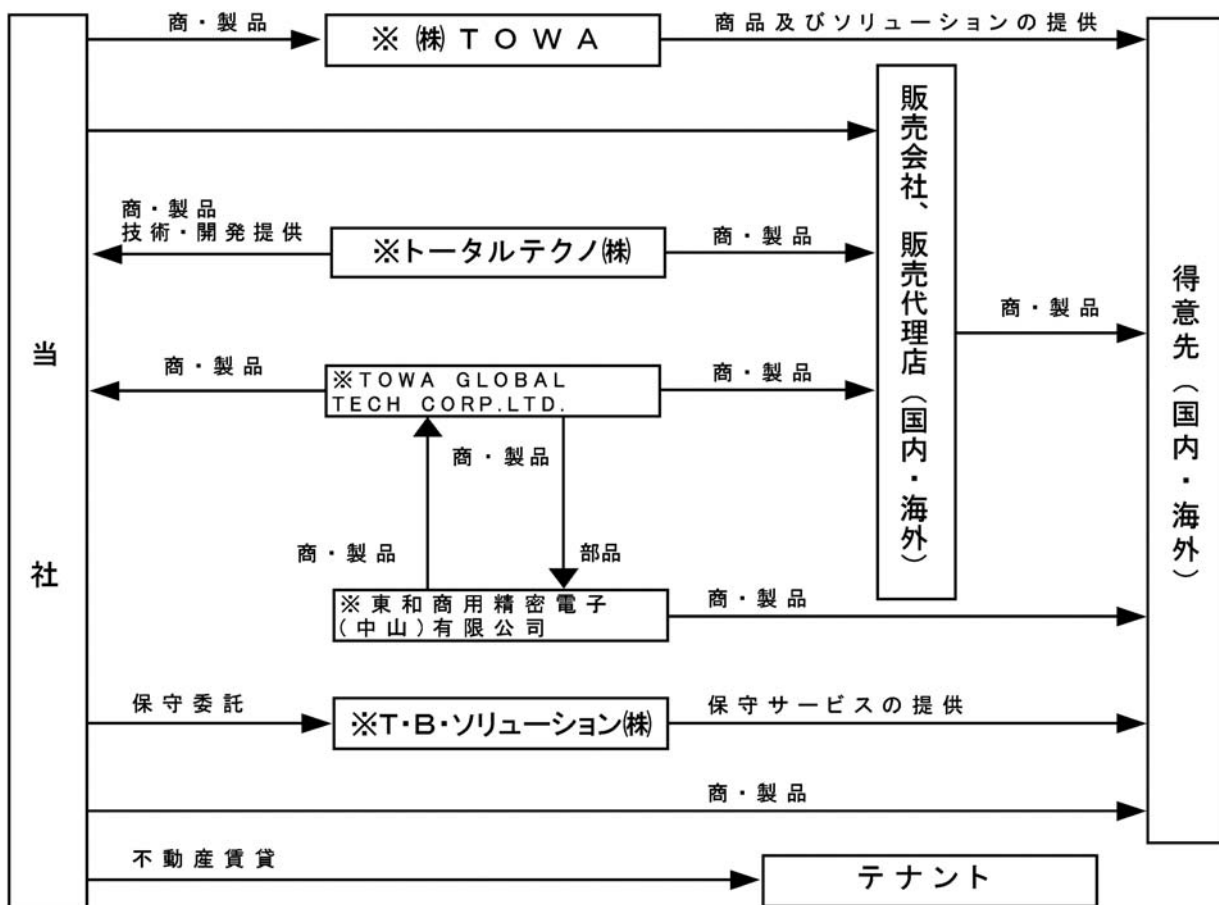 商・製品
※㈱ＴＯＷＡ
商品及びソリューションの提供
販売会社、販売代理店（国内・海外）
商・製品
技術・開発提供
※トータルテクノ㈱
商・製品
当社
商・製品
得意先（国内・海外）
商・製品
※TOWA GLOBAL
TECH CORP.LTD.
商・製品
商・製品
商・製品
部品
※東和商用精密電子
(中山)有限公司
商・製品
保守委託
※T・B・ソリューション㈱
保守サービスの提供
商・製品
不動産賃貸
テナント